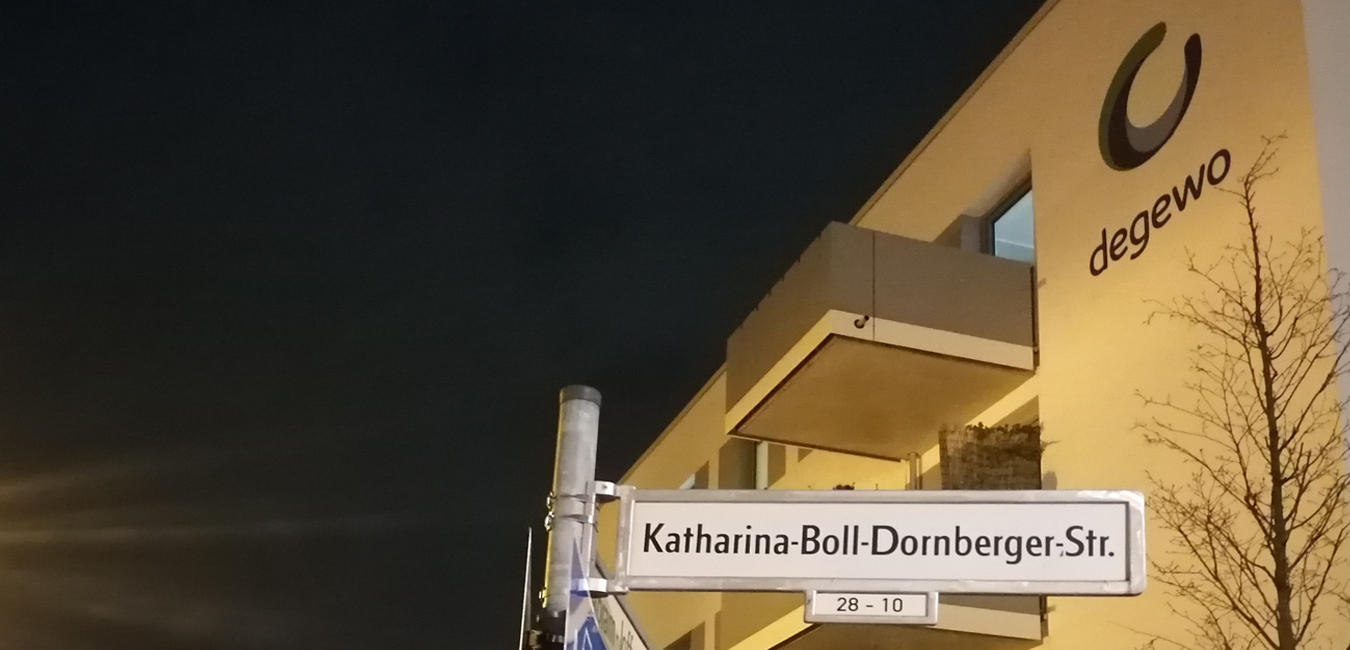 degewo
Katharina-Boll-Dornberger-Str.
28 - 10